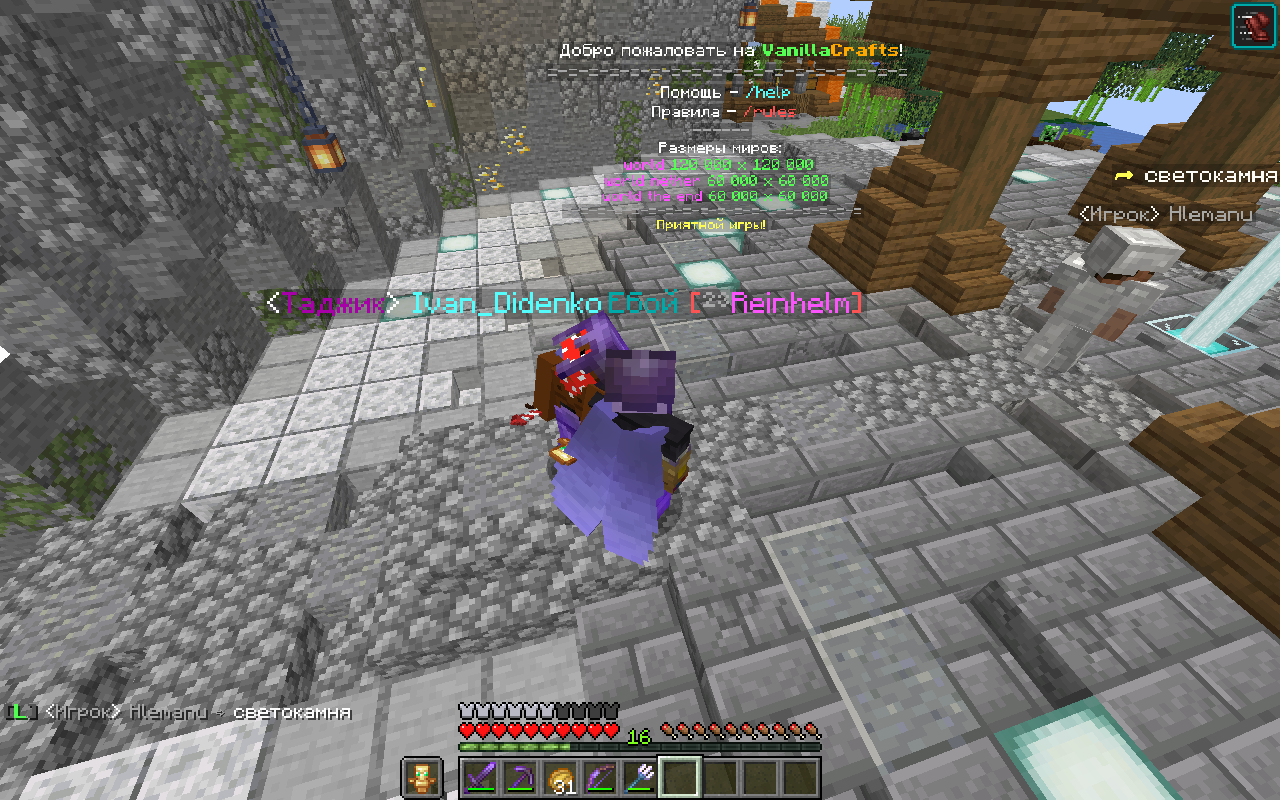 Добро пожаловать на VanillaCrafts!
Помощь - /help
Правила - /rules
Размеры миров:
world 120 000 x 120 000
world nether 60 000 x 60 000
world the end 60 000 x 60 000
Приятной игры!
→ светокамня
<Игрок> Hlemanu
<Таджик> Ivan_Didenko Е6ой [ Reinhelm]
[L] <Игрок> Hlemanu → светокамня
16
31